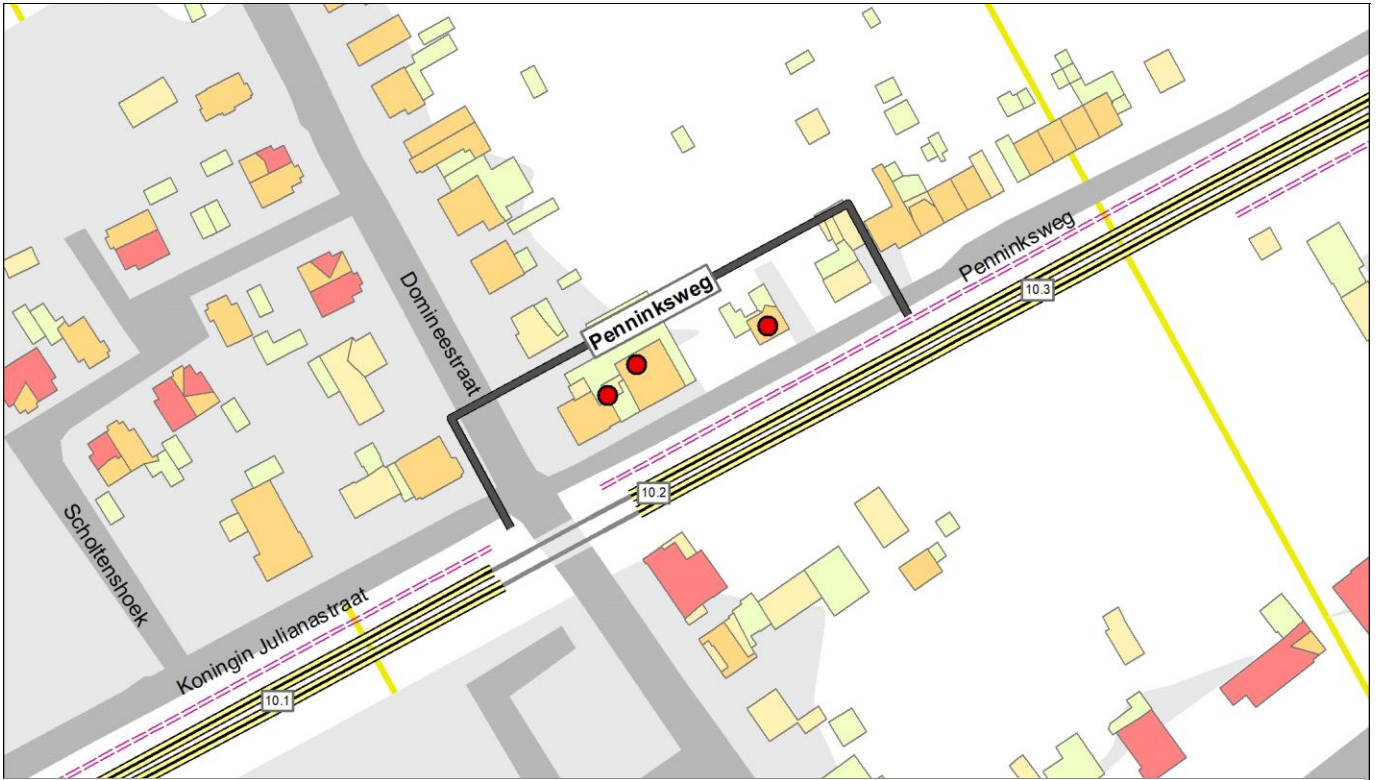 Domineestraat
Penninksweg
Penninksweg
10.3
10.2
Scholtenshoek
Koningin Julianastraat
10.1